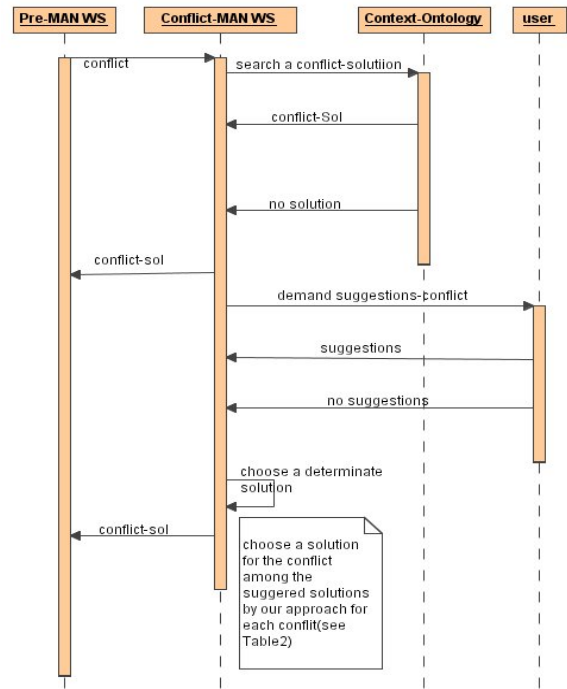 Pre-MAN WS Conflict-MAN WS Context-Ontology user
conflict
search a conflict-solutiion
conflict-Sol
no solution
conflict-sol
demand suggestions-conflict
suggestions
no suggestions
choose a determinate
solution
conflict-sol
choose a solution
for the conflict
among the
suggered solutions
by our approach for
each conflit(see
Table2)